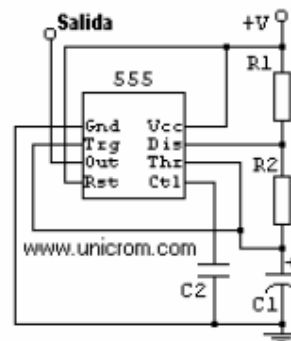 Salida
+V
R1
555
Gnd Vcc
Trg Dis
Out Thr
Rst Ctl
R2
www.unicrom.com
+
C2
C1